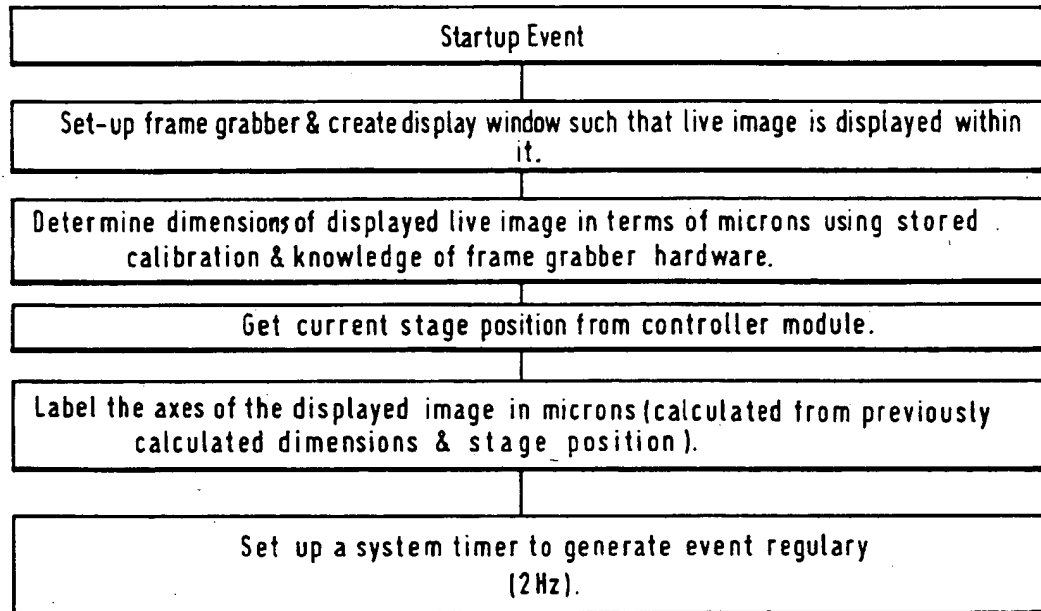 Startup Event
Set-up frame grabber & create display window such that live image is displayed within
it.
Determine dimensions of displayed live image in terms of microns using stored
calibration & knowledge of frame grabber hardware.
Get current stage position from controller module.
Label the axes of the displayed image in microns (calculated from previously
calculated dimensions & stage position).
Set up a system timer to generate event regulary
(2Hz).